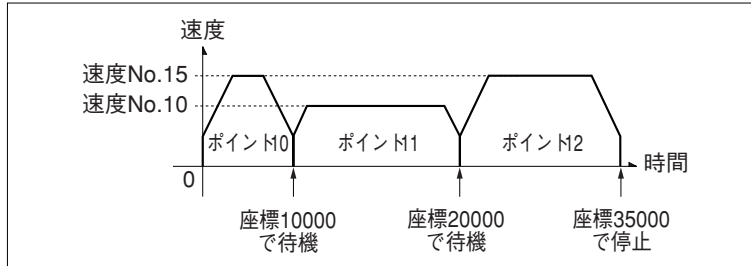 速度
速度No.15
速度No.10
ポイント10
ポイント11
ポイント12
0
時間
座標10000
で待機
座標20000
で待機
座標35000
で停止